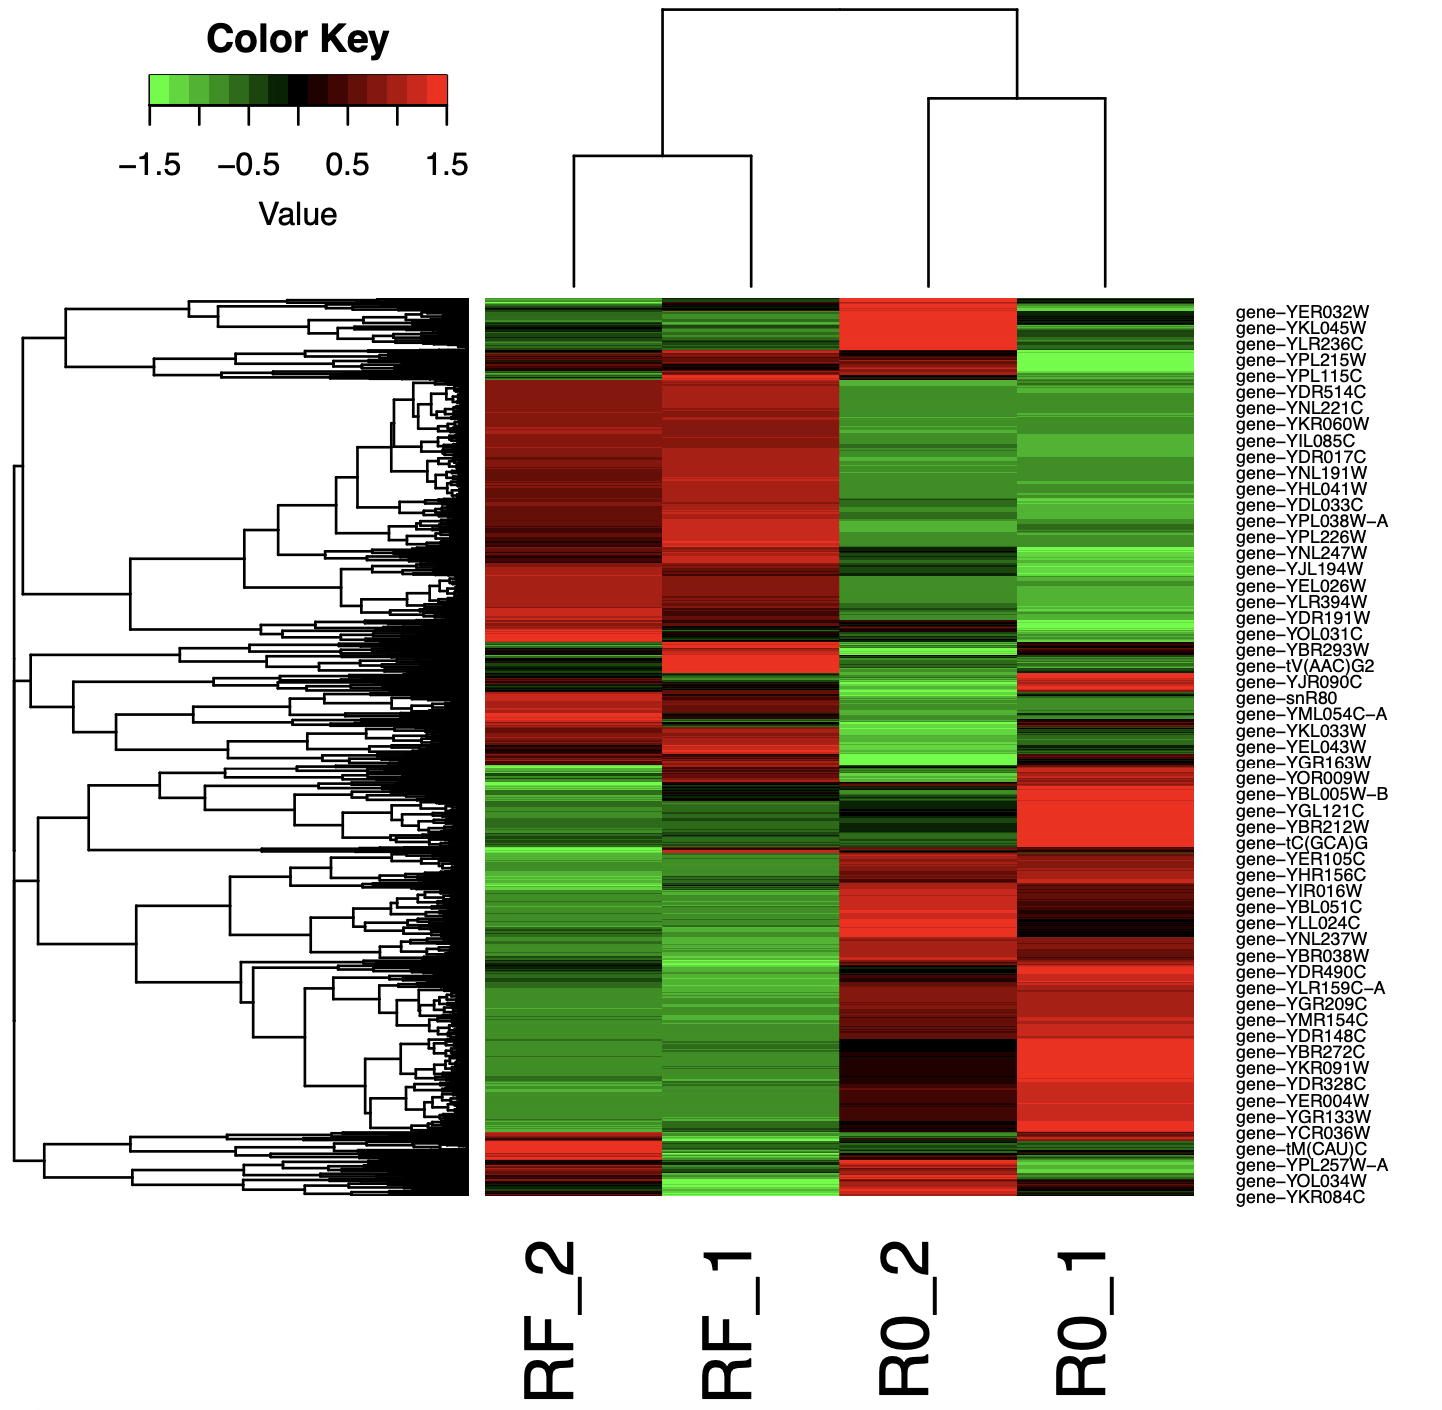 Color Key
−1.5 −0.5 0.5 1.5
Value
gene−YER032W
gene−YKL045W
gene−YLR236C
gene−YPL215W
gene−YPL115C
gene−YDR514C
gene−YNL221C
gene−YKR060W
gene−YIL085C
gene−YDR017C
gene−YNL191W
gene−YHL041W
gene−YDL033C
gene−YPL038W−A
gene−YPL226W
gene−YNL247W
gene−YJL194W
gene−YEL026W
gene−YLR394W
gene−YDR191W
gene−YOL031C
gene−YBR293W
gene−tV(AAC)G2
gene−YJR090C
gene−snR80
gene−YML054C−A
gene−YKL033W
gene−YEL043W
gene−YGR163W
gene−YOR009W
gene−YBL005W−B
gene−YGL121C
gene−YBR212W
gene−tC(GCA)G
gene−YER105C
gene−YHR156C
gene−YIR016W
gene−YBL051C
gene−YLL024C
gene−YNL237W
gene−YBR038W
gene−YDR490C
gene−YLR159C−A
gene−YGR209C
gene−YMR154C
gene−YDR148C
gene−YBR272C
gene−YKR091W
gene−YDR328C
gene−YER004W
gene−YGR133W
gene−YCR036W
gene−tM(CAU)C
gene−YPL257W−A
gene−YOL034W
gene−YKR084C
RF_2
RF_1
R0_2
R0_1